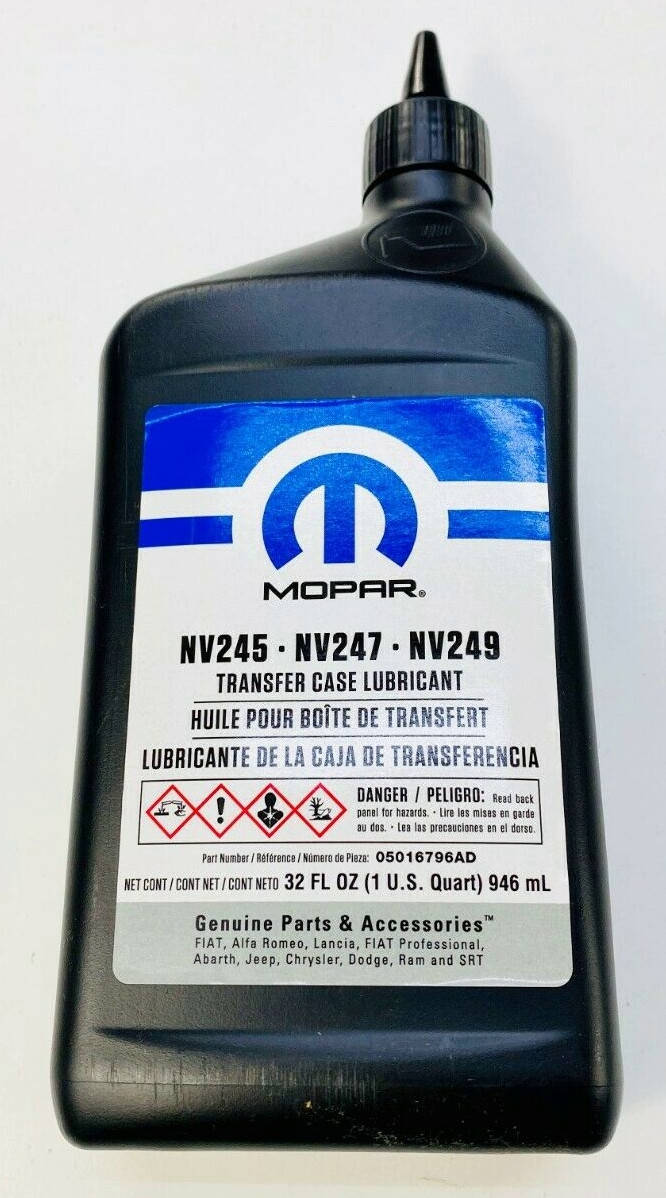 MOPAR®
NV245 · NV247 · NV249
TRANSFER CASE LUBRICANT
HUILE POUR BOÎTE DE TRANSFERT
LUBRICANTE DE LA CAJA DE TRANSFERENCIA
DANGER / PELIGRO: Read back
panel for hazards. · Lire les mises en garde
au dos. · Lea las precauciones en el dorso.
Part Number / Référence / Número de Pieza: 05016796AD
NET CONT / CONT NET / CONT NETO 32 FL OZ (1 U.S. Quart) 946 mL
Genuine Parts & Accessories™
FIAT, Alfa Romeo, Lancia, FIAT Professional,
Abarth, Jeep, Chrysler, Dodge, Ram and SRT